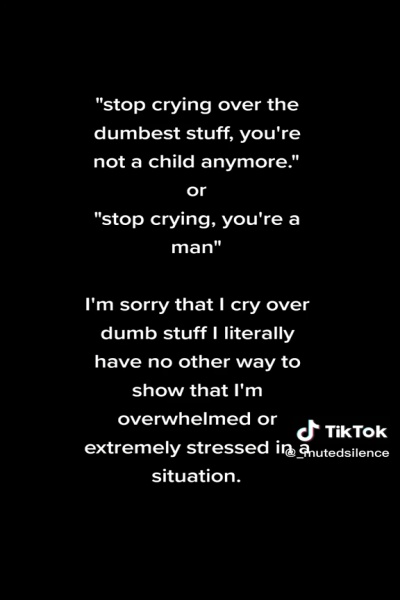 "stop crying over the
dumbest stuff, you're
not a child anymore."
or
"stop crying, you're a
man"
I'm sorry that I cry over
dumb stuff I literally
have no other way to
show that I'm
overwhelmed or
extremely stressed in a
situation.
TikTok
@_mutedsilence